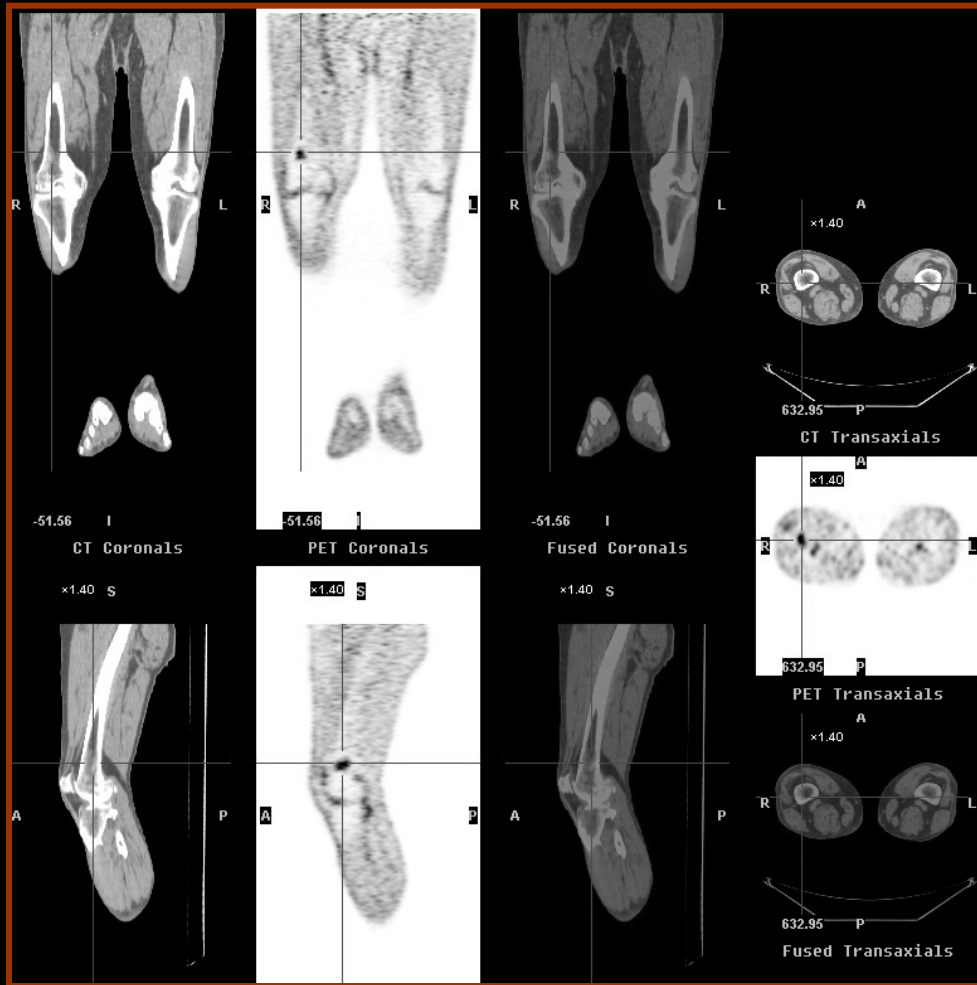 R L
-51.56 I
CT Coronals
R L
-51.56 I
PET Coronals
R L
-51.56 I
Fused Coronals
A
×1.40
R L
632.95 P
CT Transaxials
A
×1.40
R L
632.95 P
PET Transaxials
×1.40 S
A P
×1.40 S
A P
×1.40 S
A P
A
×1.40
R L
632.95 P
Fused Transaxials